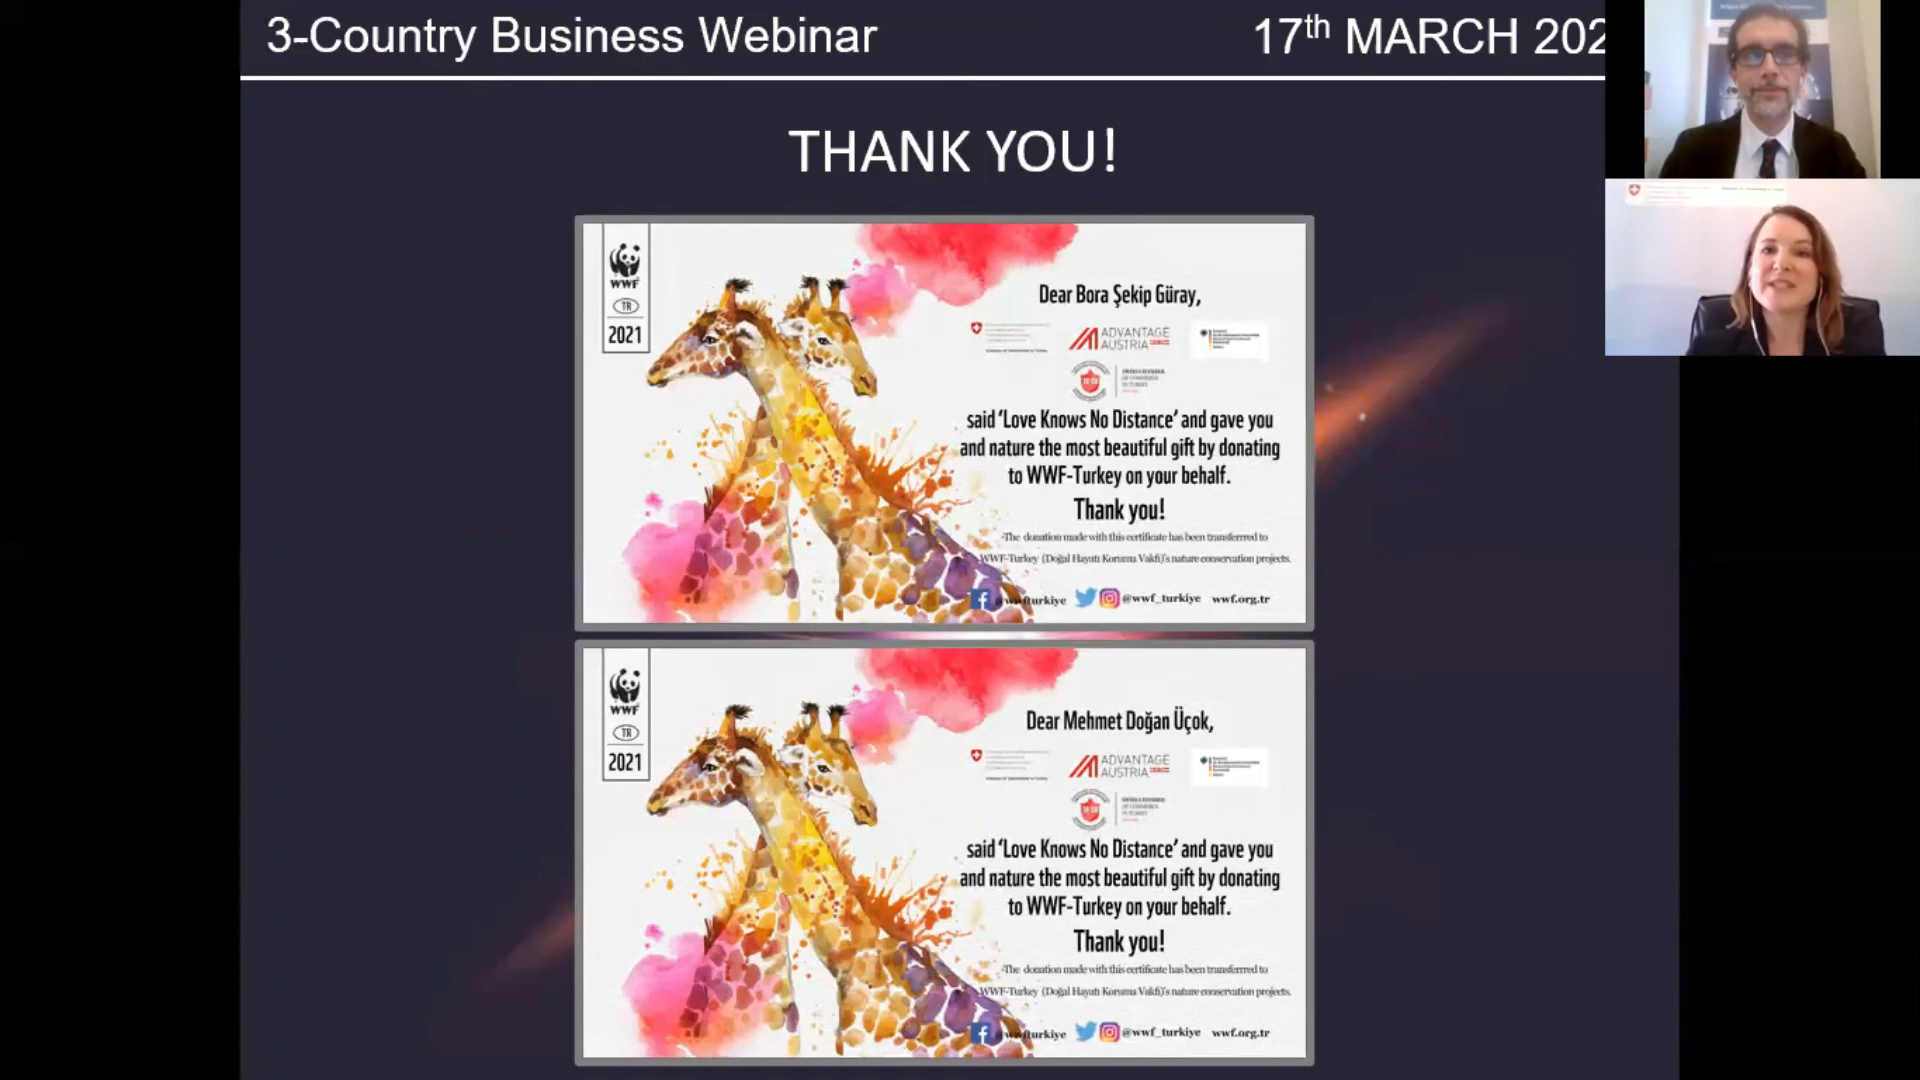 3-Country Business Webinar
17th MARCH 202
THANK YOU!
WWF
TR
2021
Dear Bora Şekip Güray,
ADVANTAGE
AUSTRIA
said ‘Love Knows No Distance’ and gave you
and nature the most beautiful gift by donating
to WWF-Turkey on your behalf.
Thank you!
-The donation made with this certificate has been transferrred to
WWF-Turkey (Doğal Hayatı Koruma Vakfı)'s nature conservation projects.
@wwfturkiye @wwf_turkiye wwf.org.tr
WWF
TR
2021
Dear Mehmet Doğan Üçok,
ADVANTAGE
AUSTRIA
said ‘Love Knows No Distance’ and gave you
and nature the most beautiful gift by donating
to WWF-Turkey on your behalf.
Thank you!
-The donation made with this certificate has been transferrred to
WWF-Turkey (Doğal Hayatı Koruma Vakfı)'s nature conservation projects.
@wwfturkiye @wwf_turkiye wwf.org.tr